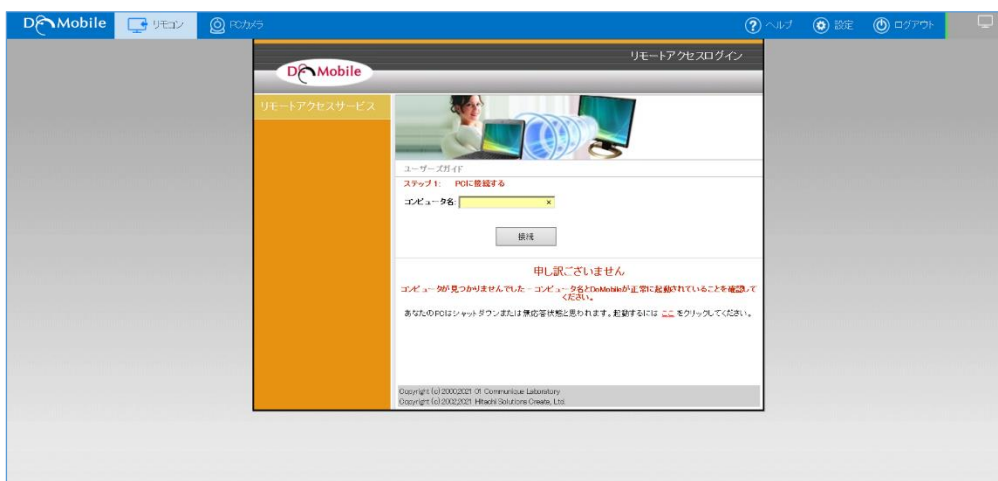 DoMobile リモコン PCカメラ ヘルプ 設定 ログアウト
リモートアクセスログイン
DoMobile
リモートアクセスサービス
ユーザーズガイド
ステップ1: PCに接続する
コンピュータ名: ×
接続
申し訳ございません
コンピュータが見つかりませんでした - コンピュータ名とDoMobileが正常に起動されていることを確認して
ください。
あなたのPCはシャットダウンまたは無応答状態と思われます。起動するには ここ をクリックしてください。
Copyright (c) 2000,2021 01 Communique Laboratory
Copyright (c) 2002,2021 Hitachi Solutions Create, Ltd.